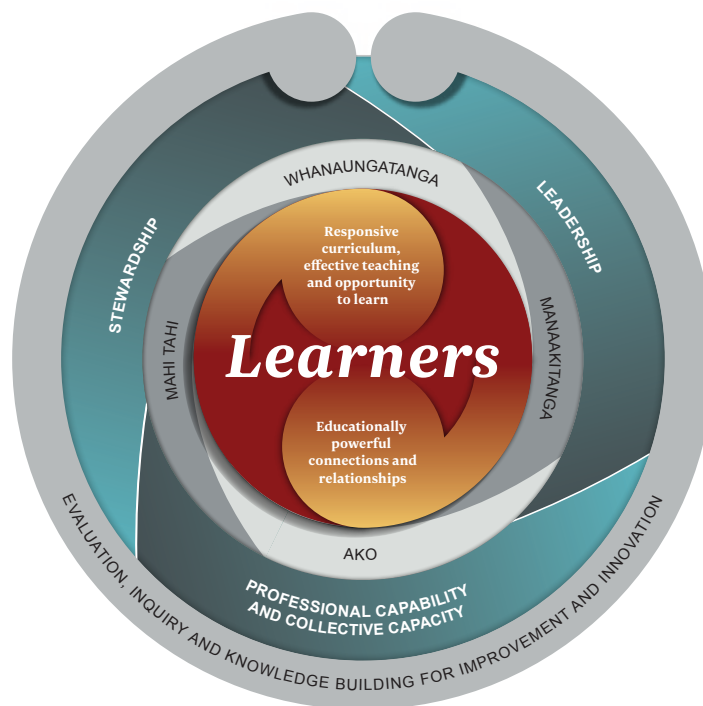 WHANAUNGATANGA
LEADERSHIP
STEWARDSHIP
Responsive
curriculum,
effective teaching
and opportunity
to learn
MANAAKITANGA
MAHI TAHI
Learners
Educationally
powerful
connections and
relationships
AKO
PROFESSIONAL CAPABILITY
AND COLLECTIVE CAPACITY
EVALUATION, INQUIRY AND KNOWLEDGE BUILDING FOR IMPROVEMENT AND INNOVATION